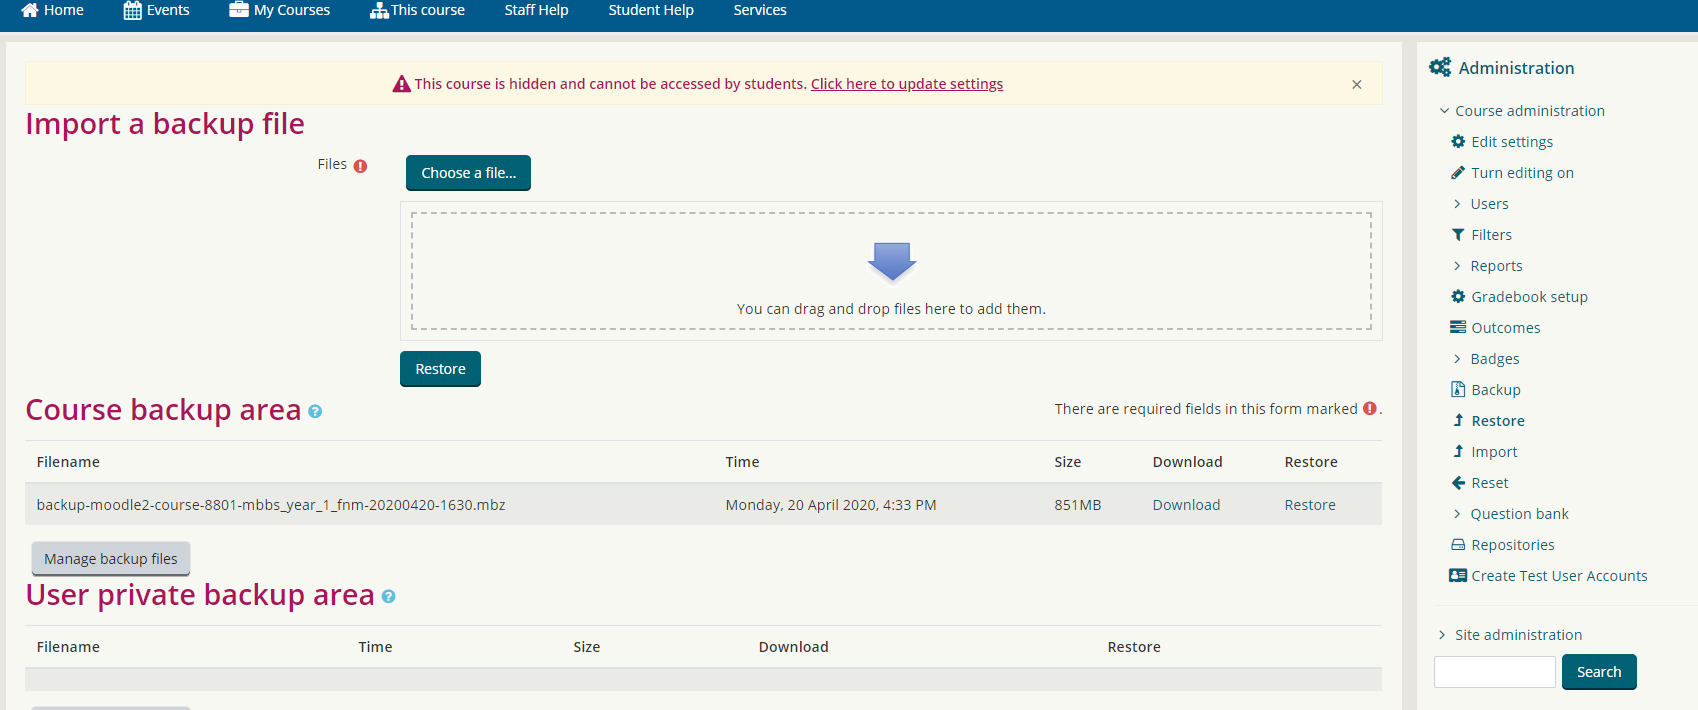 Home Events My Courses This course Staff Help Student Help Services
This course is hidden and cannot be accessed by students. Click here to update settings ×
Import a backup file
Files
Choose a file...
You can drag and drop files here to add them.
Restore
Course backup area
There are required fields in this form marked .
Filename Time Size Download Restore
backup-moodle2-course-8801-mbbs_year_1_fnm-20200420-1630.mbz Monday, 20 April 2020, 4:33 PM 851MB Download Restore
Manage backup files
User private backup area
Filename Time Size Download Restore
Administration
Course administration
Edit settings
Turn editing on
Users
Filters
Reports
Gradebook setup
Outcomes
Badges
Backup
Restore
Import
Reset
Question bank
Repositories
Create Test User Accounts
Site administration
Search